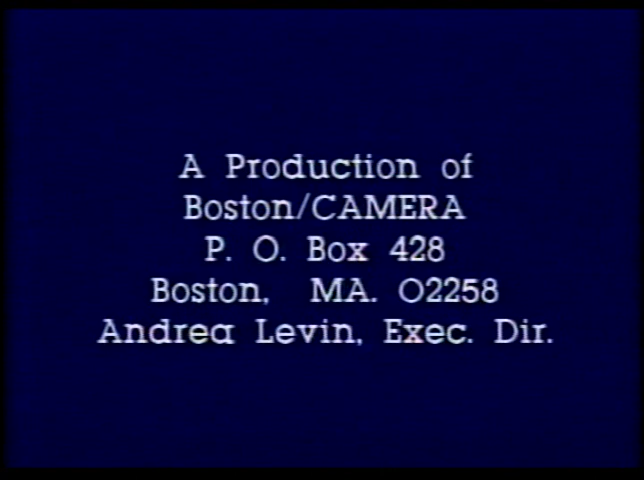 A Production of
Boston/CAMERA
P. O. Box 428
Boston, MA. 02258
Andrea Levin, Exec. Dir.